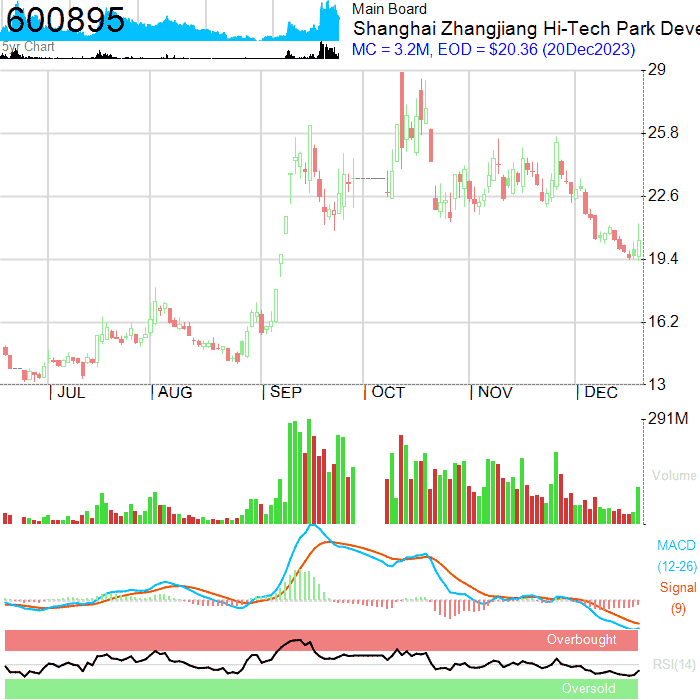 600895
5yr Chart
Main Board
Shanghai Zhangjiang Hi-Tech Park Deve
MC = 3.2M, EOD = $20.36 (20Dec2023)
29
25.8
22.6
19.4
16.2
13
JUL AUG SEP OCT NOV DEC
291M
Volume
MACD
(12-26)
Signal
(9)
Overbought
RSI(14)
Oversold